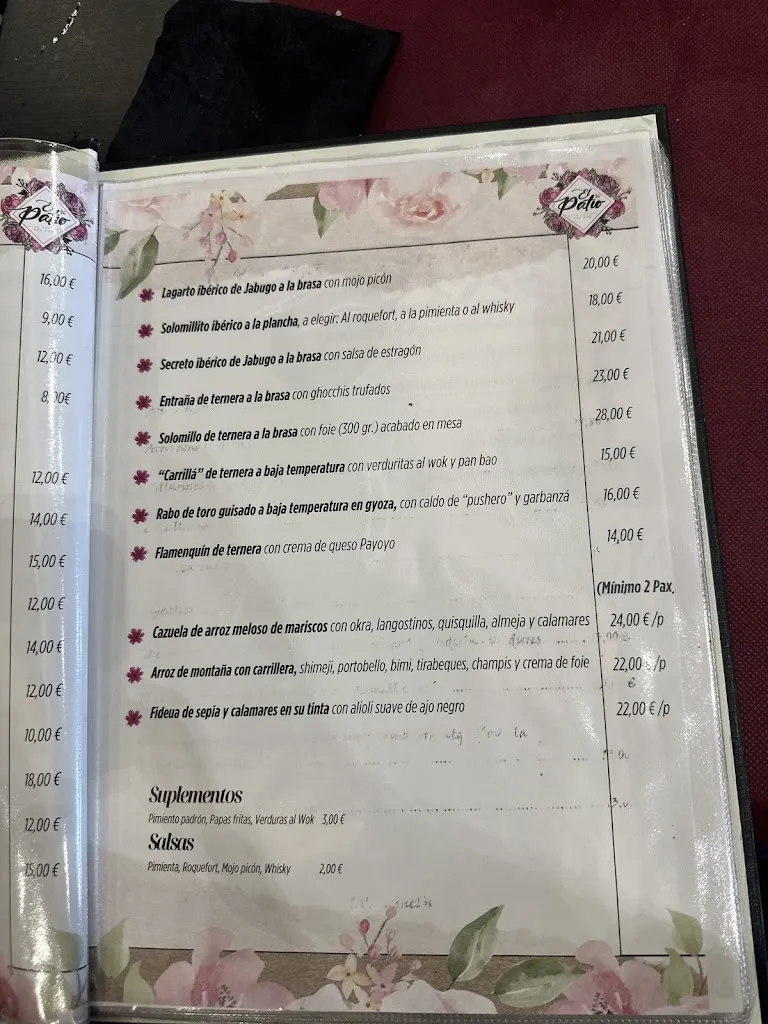 El
Patio
16,00 €
9,00 €
12,00 €
8,00€
12,00 €
14,00 €
15,00 €
12,00 €
14,00 €
12,00 €
10,00 €
18,00 €
12,00 €
15,00 €
El
Patio
Lagarto ibérico de Jabugo a la brasa con mojo picón 20,00 €
Solomillito ibérico a la plancha, a elegir: Al roquefort, a la pimienta o al whisky 18,00 €
Secreto ibérico de Jabugo a la brasa con salsa de estragón 21,00 €
Entraña de ternera a la brasa con ghocchis trufados 23,00 €
Solomillo de ternera a la brasa con foie (300 gr.) acabado en mesa 28,00 €
“Carrillá” de ternera a baja temperatura con verduritas al wok y pan bao 15,00 €
Rabo de toro guisado a baja temperatura en gyoza, con caldo de “pushero” y garbanzá 16,00 €
Flamenquín de ternera con crema de queso Payoyo 14,00 €
(Mínimo 2 Pax.
Cazuela de arroz meloso de mariscos con okra, langostinos, quisquilla, almeja y calamares 24,00 €/p
Arroz de montaña con carrillera, shimeji, portobello, bimi, tirabeques, champis y crema de foie 22,00 €/p
Fideua de sepia y calamares en su tinta con alioli suave de ajo negro 22,00 €/p
Suplementos
Pimiento padrón, Papas fritas, Verduras al Wok 3,00 €
Salsas
Pimienta, Roquefort, Mojo picón, Whisky 2,00 €